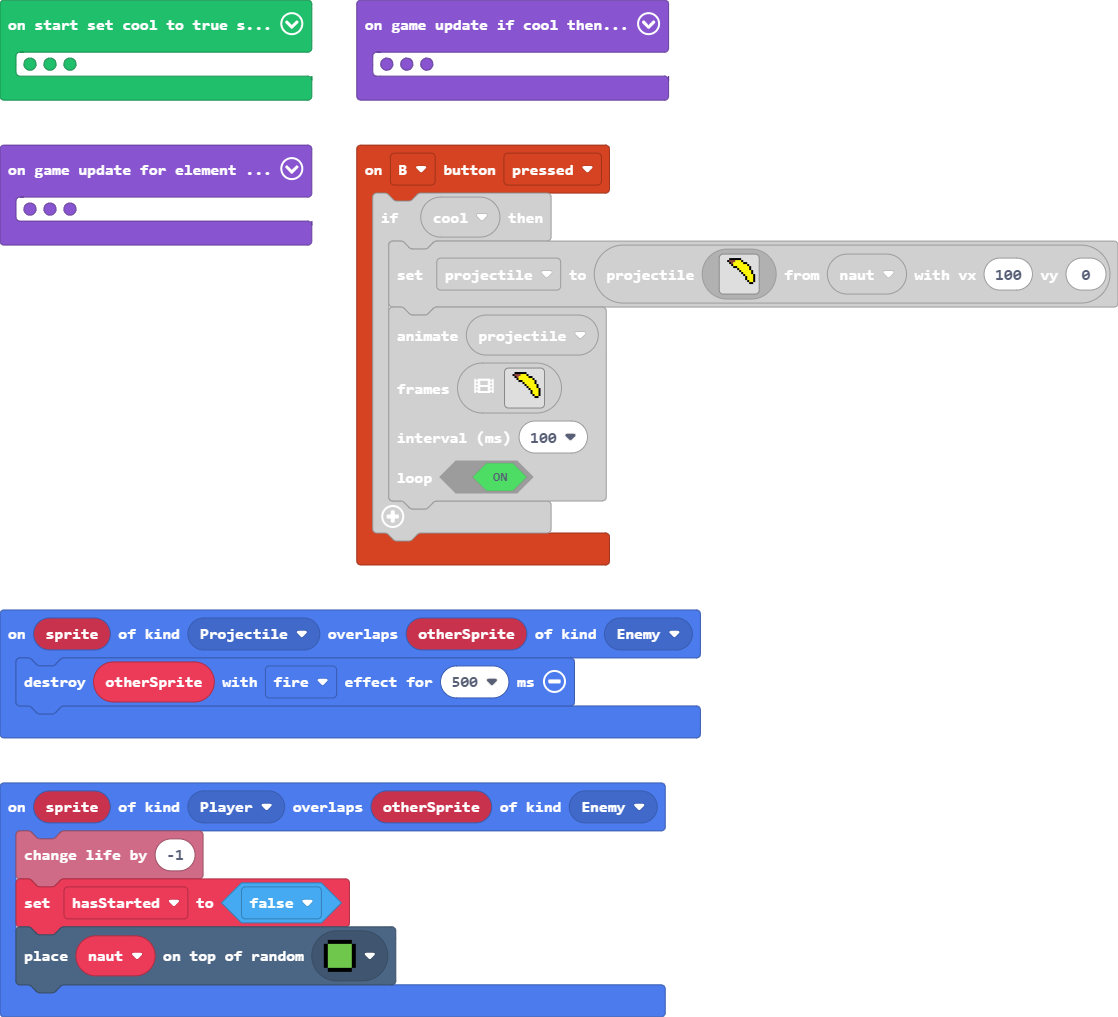 on start set cool to true s...
on game update if cool then...
on game update for element ...
on B button pressed
if cool then
set projectile to projectile from naut with vx 100 vy 0
animate projectile
frames
interval (ms) 100
loop ON
on sprite of kind Projectile overlaps otherSprite of kind Enemy
destroy otherSprite with fire effect for 500 ms
on sprite of kind Player overlaps otherSprite of kind Enemy
change life by -1
set hasStarted to false
place naut on top of random